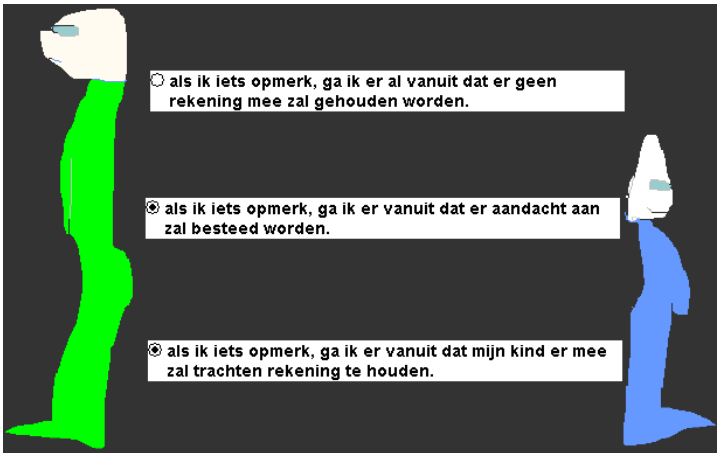 als ik iets opmerk, ga ik er al vanuit dat er geen
rekening mee zal gehouden worden.
als ik iets opmerk, ga ik er vanuit dat er aandacht aan
zal besteed worden.
als ik iets opmerk, ga ik er vanuit dat mijn kind er mee
zal trachten rekening te houden.